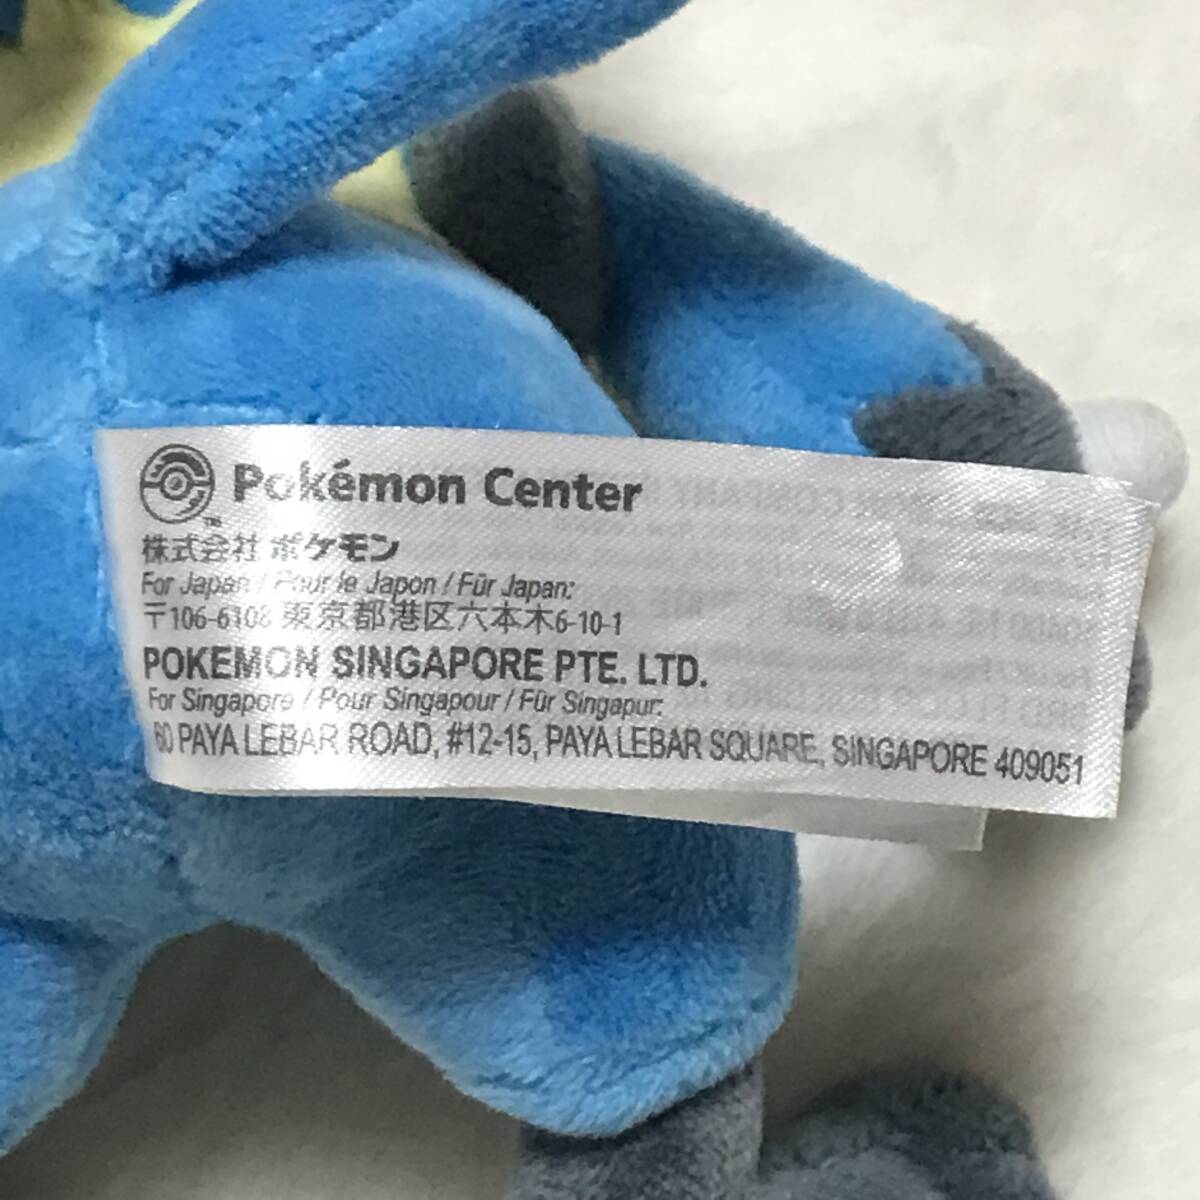 Pokémon Center
TM
株式会社 ポケモン
For Japan / Pour le Japon / Für Japan:
〒106-6108 東京都港区六本木6-10-1
POKEMON SINGAPORE PTE. LTD.
For Singapore / Pour Singapour / Für Singapur:
60 PAYA LEBAR ROAD, #12-15, PAYA LEBAR SQUARE, SINGAPORE 409051